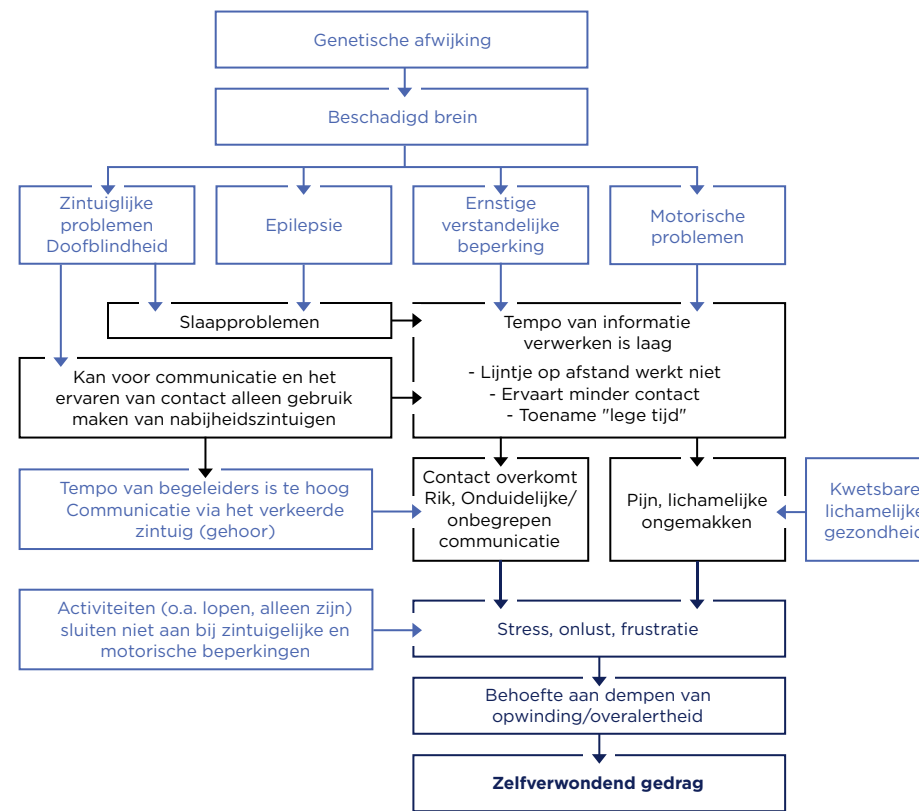 Genetische afwijking
Beschadigd brein
Zintuiglijke
problemen
Doofblindheid
Epilepsie
Ernstige
verstandelijke
beperking
Motorische
problemen
Slaapproblemen
Tempo van informatie
verwerken is laag
- Lijntje op afstand werkt niet
- Ervaart minder contact
- Toename "lege tijd"
Kan voor communicatie en het
ervaren van contact alleen gebruik
maken van nabijheidszintuigen
Tempo van begeleiders is te hoog
Communicatie via het verkeerde
zintuig (gehoor)
Contact overkomt
Rik, Onduidelijke/
onbegrepen
communicatie
Pijn, lichamelijke
ongemakken
Kwetsbare
lichamelijke
gezondheid
Activiteiten (o.a. lopen, alleen zijn)
sluiten niet aan bij zintuigelijke en
motorische beperkingen
Stress, onlust, frustratie
Behoefte aan dempen van
opwinding/overalertheid
Zelfverwondend gedrag